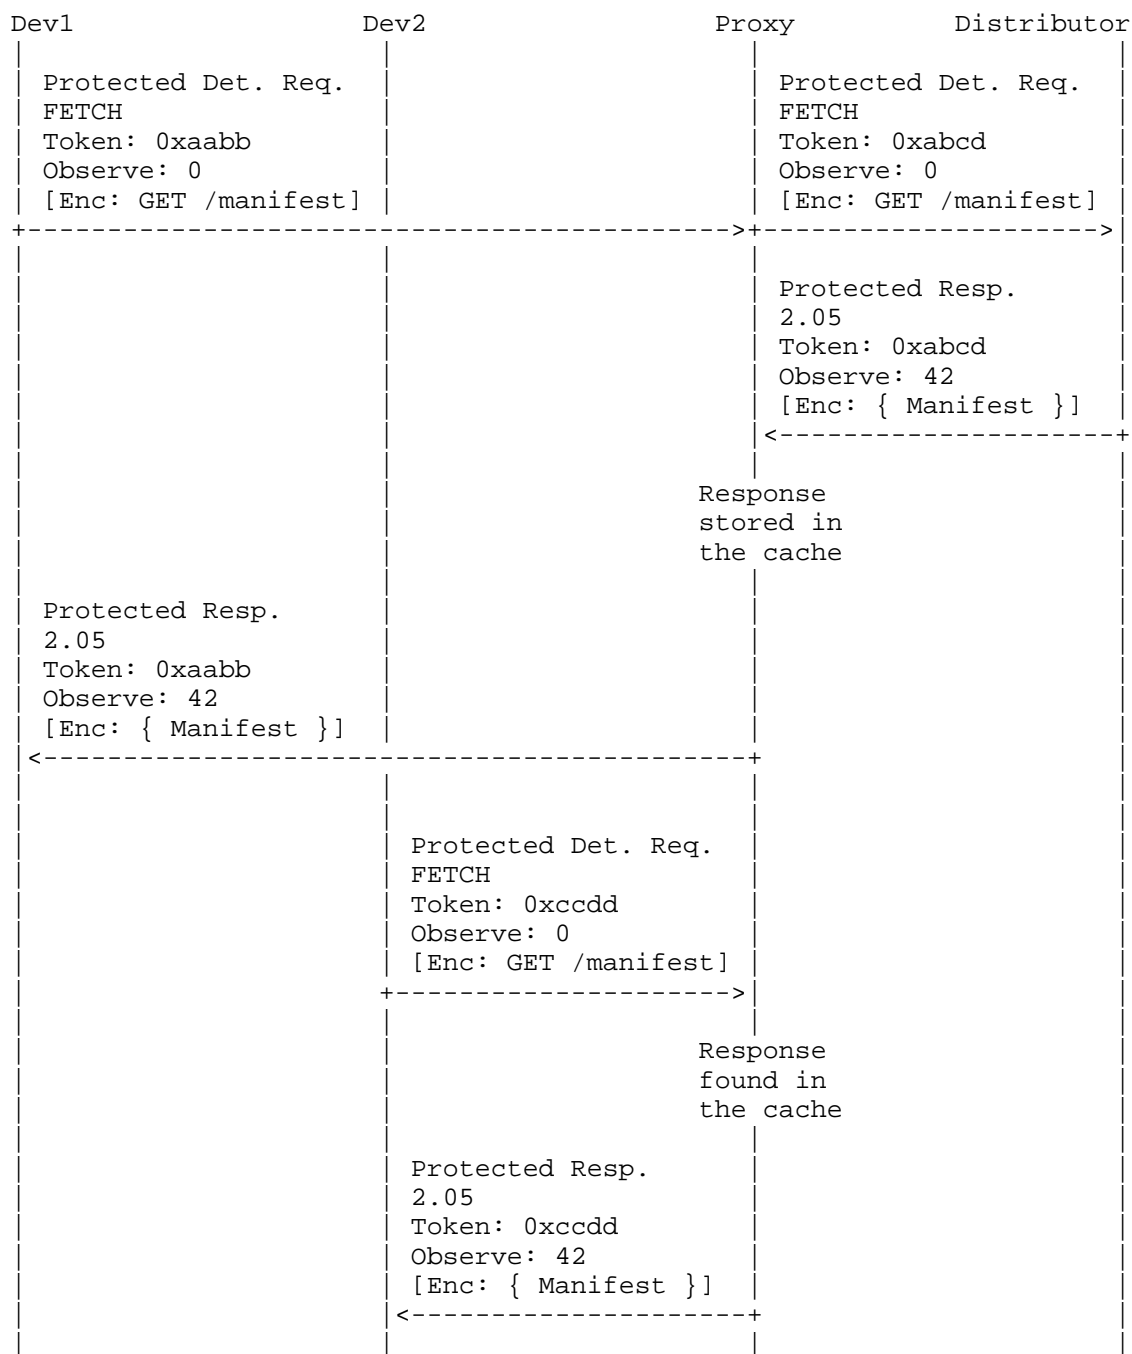 Dev1 Dev2 Proxy Distributor
Protected Det. Req. Protected Det. Req.
FETCH FETCH
Token: 0xaabb Token: 0xabcd
Observe: 0 Observe: 0
[Enc: GET /manifest] [Enc: GET /manifest]
Protected Resp.
2.05
Token: 0xabcd
Observe: 42
[Enc: { Manifest }]
Response
stored in
the cache
Protected Resp.
2.05
Token: 0xaabb
Observe: 42
[Enc: { Manifest }]
Protected Det. Req.
FETCH
Token: 0xccdd
Observe: 0
[Enc: GET /manifest]
Response
found in
the cache
Protected Resp.
2.05
Token: 0xccdd
Observe: 42
[Enc: { Manifest }]